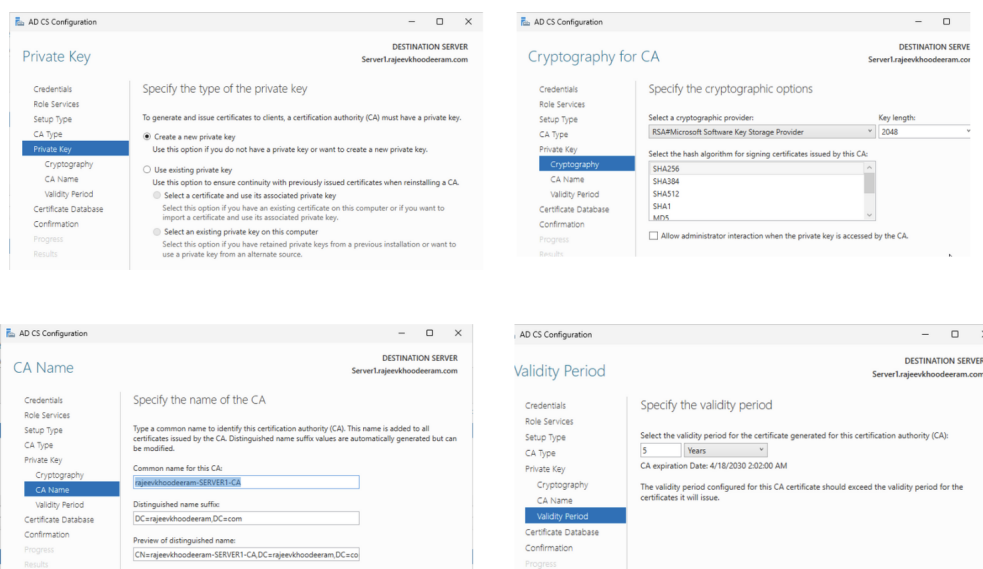 AD CS Configuration
DESTINATION SERVER
Server1.rajeevkhoodeeram.com
Private Key
Credentials
Role Services
Setup Type
CA Type
Private Key
Cryptography
CA Name
Validity Period
Certificate Database
Confirmation
Progress
Results
Specify the type of the private key
To generate and issue certificates to clients, a certification authority (CA) must have a private key.
Create a new private key
Use this option if you do not have a private key or want to create a new private key.
Use existing private key
Use this option to ensure continuity with previously issued certificates when reinstalling a CA.
Select a certificate and use its associated private key
Select this option if you have an existing certificate on this computer or if you want to
import a certificate and use its associated private key.
Select an existing private key on this computer
Select this option if you have retained private keys from a previous installation or want to
use a private key from an alternate source.
AD CS Configuration
DESTINATION SERVE
Server1.rajeevkhoodeeram.cor
Cryptography for CA
Credentials
Role Services
Setup Type
CA Type
Private Key
Cryptography
CA Name
Validity Period
Certificate Database
Confirmation
Progress
Results
Specify the cryptographic options
Select a cryptographic provider:
Key length:
RSA#Microsoft Software Key Storage Provider
2048
Select the hash algorithm for signing certificates issued by this CA:
SHA256
SHA384
SHA512
SHA1
MD5
Allow administrator interaction when the private key is accessed by the CA.
AD CS Configuration
DESTINATION SERVER
Server1.rajeevkhoodeeram.com
CA Name
Credentials
Role Services
Setup Type
CA Type
Private Key
Cryptography
CA Name
Validity Period
Certificate Database
Confirmation
Progress
Results
Specify the name of the CA
Type a common name to identify this certification authority (CA). This name is added to all
certificates issued by the CA. Distinguished name suffix values are automatically generated but can
be modified.
Common name for this CA:
rajeevkhoodeeram-SERVER1-CA
Distinguished name suffix:
DC=rajeevkhoodeeram,DC=com
Preview of distinguished name:
CN=rajeevkhoodeeram-SERVER1-CA,DC=rajeevkhoodeeram,DC=co
AD CS Configuration
DESTINATION SERVER
Server1.rajeevkhoodeeram.com
Validity Period
Credentials
Role Services
Setup Type
CA Type
Private Key
Cryptography
CA Name
Validity Period
Certificate Database
Confirmation
Progress
Specify the validity period
Select the validity period for the certificate generated for this certification authority (CA):
5
Years
CA expiration Date: 4/18/2030 2:02:00 AM
The validity period configured for this CA certificate should exceed the validity period for the
certificates it will issue.